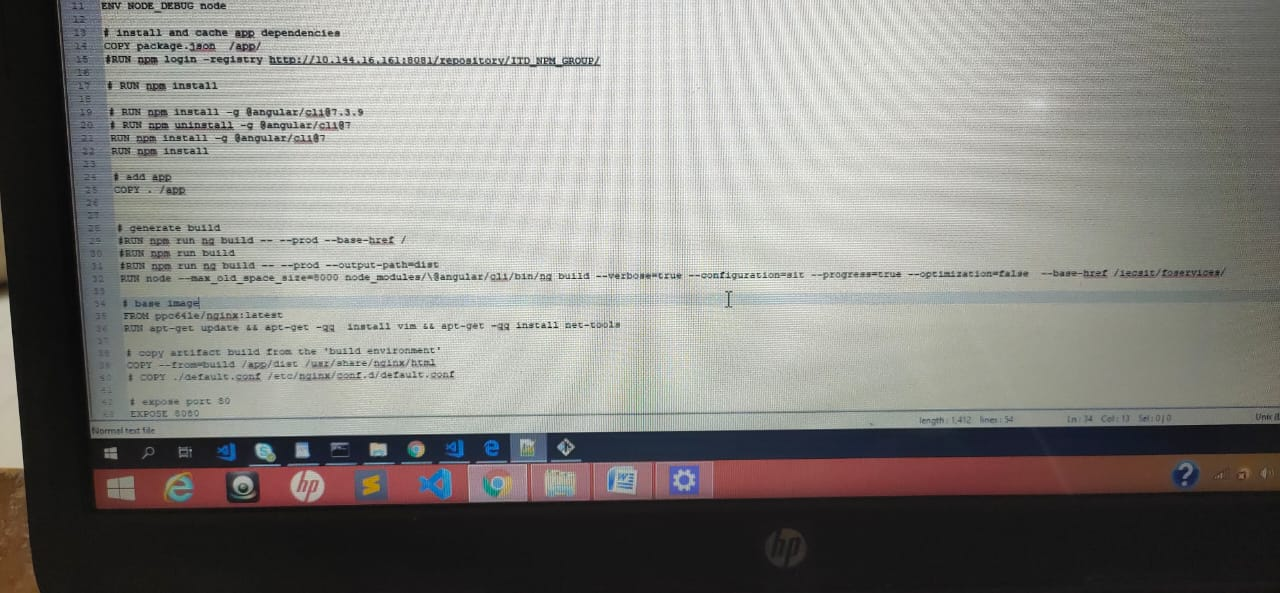 11 ENV NODE_DEBUG node
12
13 # install and cache app dependencies
14 COPY package.json /app/
15 #RUN npm login -registry http://10.144.16.161:8081/repository/ITD_NPM_GROUP/
16
17 # RUN npm install
18
19 # RUN npm install -g @angular/cli@7.3.9
20 # RUN npm uninstall -g @angular/cli@7
21 RUN npm install -g @angular/cli@7
22 RUN npm install
23
24 # add app
25 COPY . /app
26
27
28 # generate build
29 #RUN npm run ng build -- --prod --base-href /
30 #RUN npm run build
31 #RUN npm run ng build -- --prod --output-path=dist
32 RUN node --max_old_space_size=8000 node_modules/\@angular/cli/bin/ng build --verbose=true --configuration=sit --progress=true --optimization=false --base-href /iecsit/foservices/
33
34 # base image
35 FROM ppc64le/nginx:latest
36 RUN apt-get update && apt-get -qq install vim && apt-get -qq install net-tools
37
38 # copy artifact build from the 'build environment'
39 COPY --from=build /app/dist /usr/share/nginx/html
40 # COPY ./default.conf /etc/nginx/conf.d/default.conf
41
42 # expose port 80
43 EXPOSE 8080
Normal text file length : 1,412 lines : 54 Ln : 34 Col : 13 Sel : 0 | 0
hp
hp